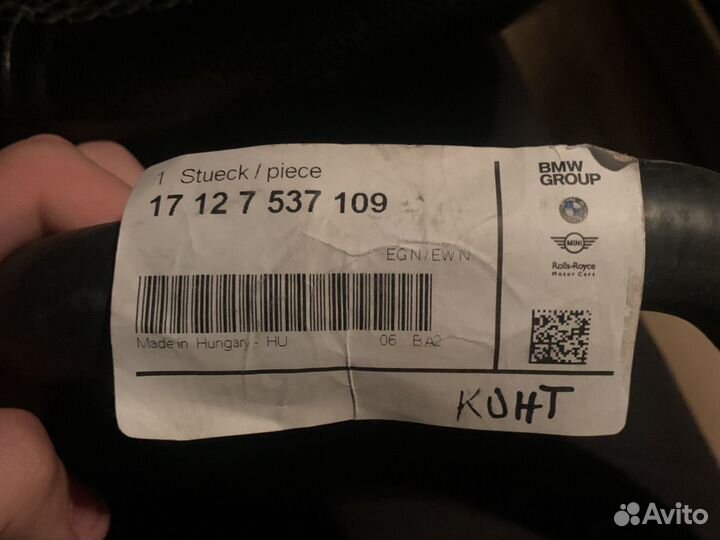 1 Stueck / piece
17 12 7 537 109
EG N / EW N
Made in Hungary - HU 06 BA2
BMW
GROUP
MINI
Rolls-Royce
Motor Cars
КИНТ
Avito